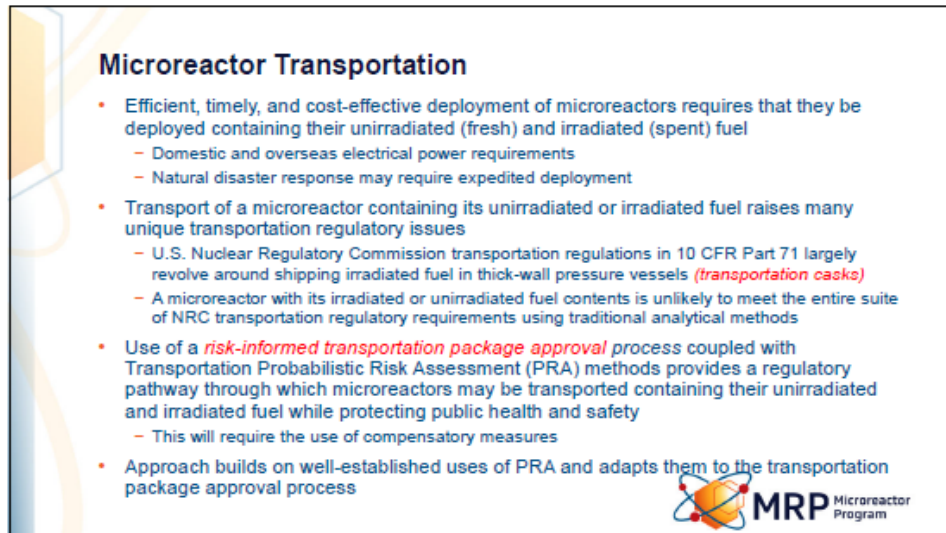 Microreactor Transportation
• Efficient, timely, and cost-effective deployment of microreactors requires that they be
deployed containing their unirradiated (fresh) and irradiated (spent) fuel
– Domestic and overseas electrical power requirements
– Natural disaster response may require expedited deployment
• Transport of a microreactor containing its unirradiated or irradiated fuel raises many
unique transportation regulatory issues
– U.S. Nuclear Regulatory Commission transportation regulations in 10 CFR Part 71 largely
revolve around shipping irradiated fuel in thick-wall pressure vessels (transportation casks)
– A microreactor with its irradiated or unirradiated fuel contents is unlikely to meet the entire suite
of NRC transportation regulatory requirements using traditional analytical methods
• Use of a risk-informed transportation package approval process coupled with
Transportation Probabilistic Risk Assessment (PRA) methods provides a regulatory
pathway through which microreactors may be transported containing their unirradiated
and irradiated fuel while protecting public health and safety
– This will require the use of compensatory measures
• Approach builds on well-established uses of PRA and adapts them to the transportation
package approval process
MRP Microreactor
Program